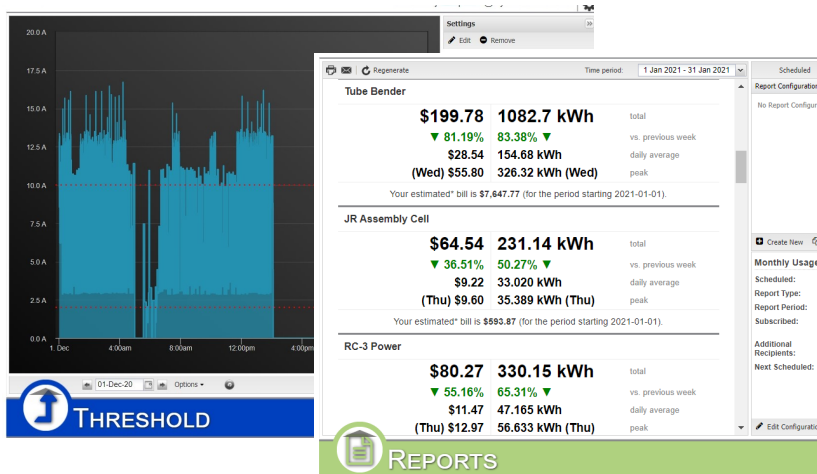 Settings
»
Edit Remove
20.0 A
17.5 A
15.0 A
12.5 A
10.0 A
7.5 A
5.0 A
2.5 A
0.0 A
1. Dec 4:00am 8:00am 12:00pm 4:00pm
01-Dec-20 Options
THRESHOLD
Regenerate Time period: 1 Jan 2021 - 31 Jan 2021
Tube Bender
$199.78 1082.7 kWh total
▼ 81.19% 83.38% ▼ vs. previous week
$28.54 154.68 kWh daily average
(Wed) $55.80 326.32 kWh (Wed) peak
Your estimated* bill is $7,647.77 (for the period starting 2021-01-01).
JR Assembly Cell
$64.54 231.14 kWh total
▼ 36.51% 50.27% ▼ vs. previous week
$9.22 33.020 kWh daily average
(Thu) $9.60 35.389 kWh (Thu) peak
Your estimated* bill is $593.87 (for the period starting 2021-01-01).
RC-3 Power
$80.27 330.15 kWh total
▼ 55.16% 65.31% ▼ vs. previous week
$11.47 47.165 kWh daily average
(Thu) $12.97 56.633 kWh (Thu) peak
Scheduled
Report Configuration
No Report Configur
Create New
Monthly Usage
Scheduled:
Report Type:
Report Period:
Subscribed:
Additional
Recipients:
Next Scheduled:
Edit Configuratio
REPORTS